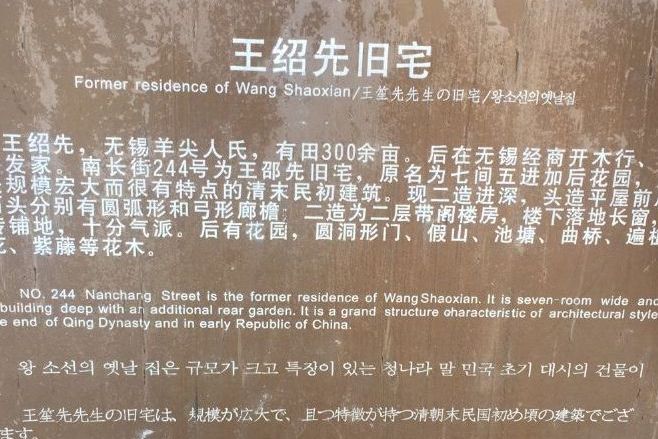 王绍先旧宅
Former residence of Wang Shaoxian/王笙先先生の旧宅/왕소선의옛날집
王绍先，无锡羊尖人氏，有田300余亩。后在无锡经商开木行、
发家。南长街244号为王邵先旧宅，原名为七间五进加后花园，
规模宏大而很有特点的清末民初建筑。现二造进深，头造平屋前后
头分别有圆弧形和弓形廊檐；二造为二层带阁楼房，楼下落地长窗，
铺地，十分气派。后有花园，圆洞形门、假山、池塘、曲桥、遍植
、紫藤等花木。
NO. 244 Nanchang Street is the former residence of Wang Shaoxian. It is seven-room wide and
building deep with an additional rear garden. It is a grand structure characteristic of architectural style
e end of Qing Dynasty and in early Republic of China.
왕 소선의 옛날 집은 규모가 크고 특징이 있는 청나라 말 민국 초기 대시의 건물이
王笙先先生の旧宅は、規模が広大で、且つ特徴が持つ清朝末民国初め頃の建築でござ
ます。